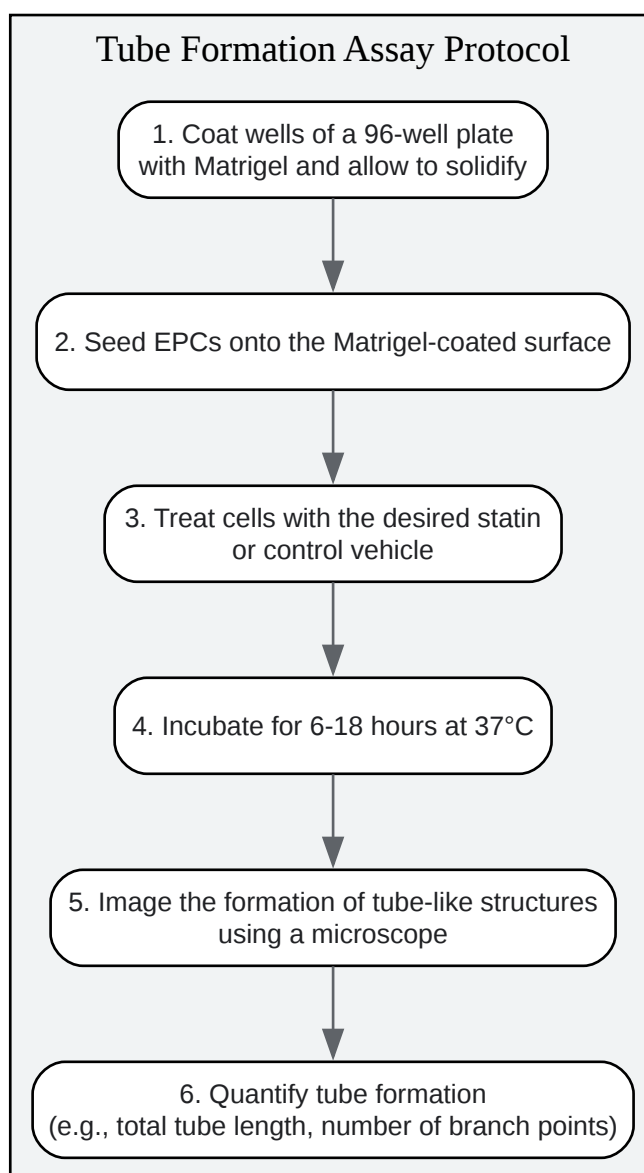 Tube Formation Assay Protocol
1. Coat wells of a 96-well plate
with Matrigel and allow to solidify
2. Seed EPCs onto the Matrigel-coated surface
3. Treat cells with the desired statin
or control vehicle
4. Incubate for 6-18 hours at 37°C
5. Image the formation of tube-like structures
using a microscope
6. Quantify tube formation
(e.g., total tube length, number of branch points)